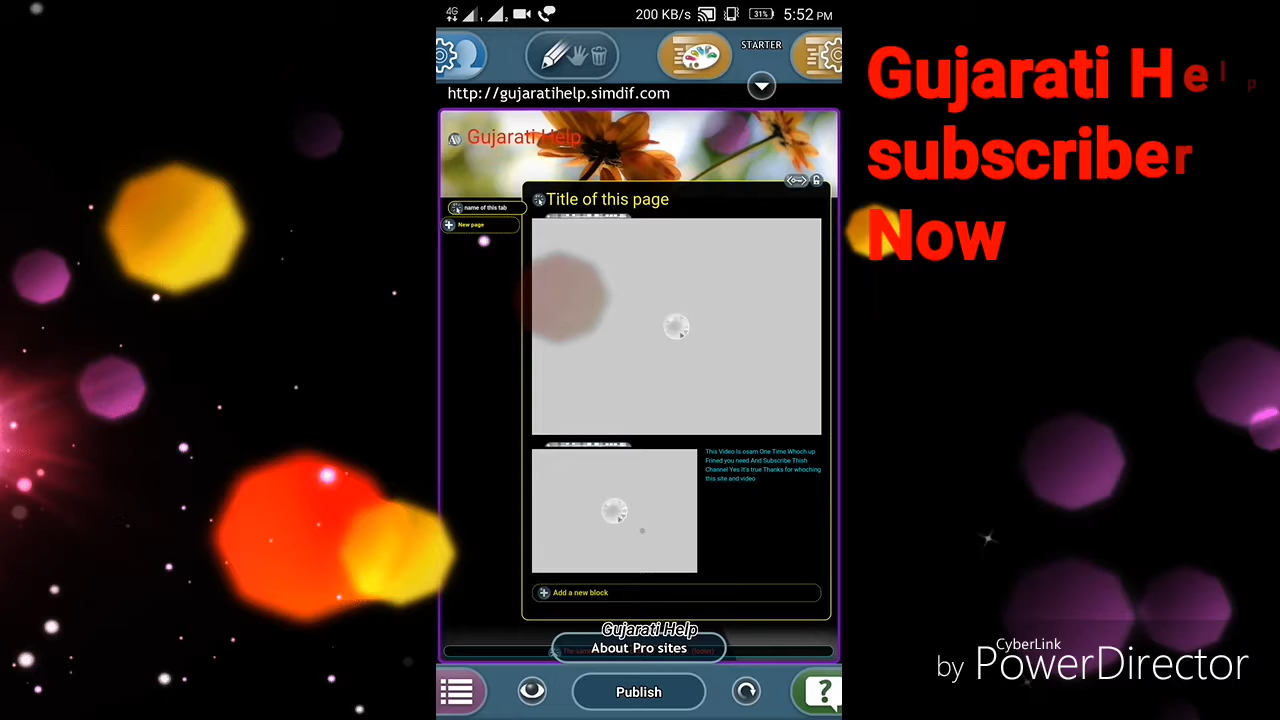 4G 1 2 200 KB/s 31% 5:52 PM
STARTER
http://gujaratihelp.simdif.com
Gujarati Help
Title of this page
name of this tab
New page
This Video Is osam One Time Whoch up
Frined you need And Subscribe Thish
Channel Yes It's true Thanks for whoching
this site and video
Add a new block
Gujarati Help
About Pro sites
(footer)
Publish
Gujarati Help
subscriber
Now
CyberLink
by PowerDirector